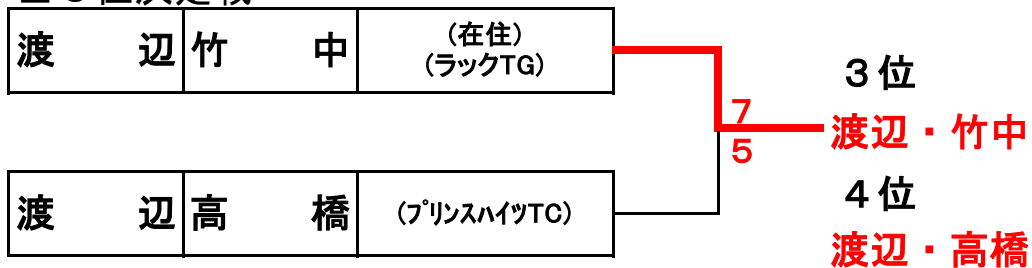 渡 辺 竹 中 (在住)
(ラックTG)
3位
7
渡辺・竹中
5
4位
渡 辺 高 橋 (プリンスハイツTC)
渡辺・高橋